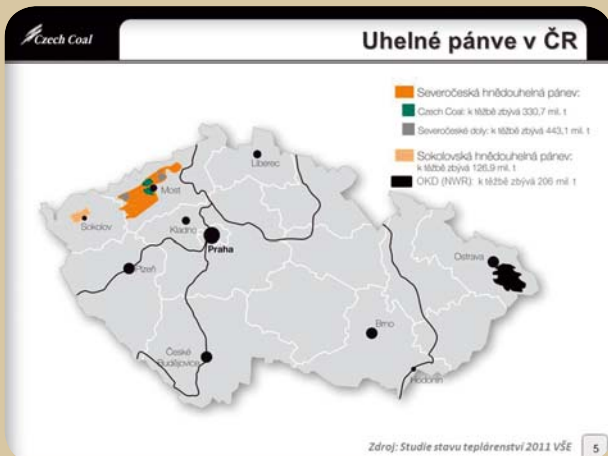 Czech Coal
Uhelné pánve v ČR
Severočeská hnědouhelná pánev:
Czech Coal: k těžbě zbývá 330,7 mil. t
Severočeské doly: k těžbě zbývá 443,1 mil. t
Sokolovská hnědouhelná pánev:
k těžbě zbývá 126,9 mil. t
OKD (NWR): k těžbě zbývá 206 mil. t
Liberec
Most
Sokolov
Kladno
Praha
Plzeň
Ostrava
Brno
České
Budějovice
Hodonín
Zdroj: Studie stavu teplárenství 2011 VŠE
5